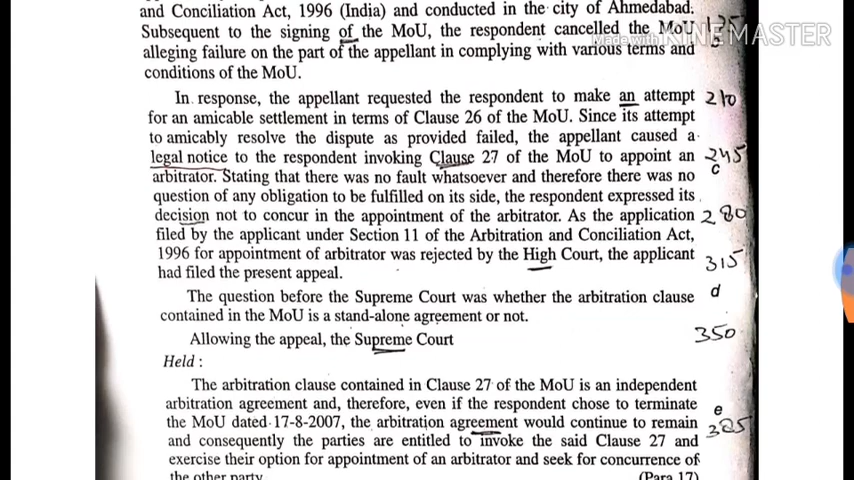 and Conciliation Act, 1996 (India) and conducted in the city of Ahmedabad.
Subsequent to the signing of the MoU, the respondent cancelled the MoU
alleging failure on the part of the appellant in complying with various terms and
b
conditions of the MoU.
Made with KINEMASTER
In response, the appellant requested the respondent to make an attempt 210
for an amicable settlement in terms of Clause 26 of the MoU. Since its attempt
to amicably resolve the dispute as provided failed, the appellant caused a
legal notice to the respondent invoking Clause 27 of the MoU to appoint an 245
c
arbitrator. Stating that there was no fault whatsoever and therefore there was no
question of any obligation to be fulfilled on its side, the respondent expressed its
decision not to concur in the appointment of the arbitrator. As the application 280
filed by the applicant under Section 11 of the Arbitration and Conciliation Act,
1996 for appointment of arbitrator was rejected by the High Court, the applicant 315
had filed the present appeal.
The question before the Supreme Court was whether the arbitration clause d
contained in the MoU is a stand-alone agreement or not.
Allowing the appeal, the Supreme Court 350
Held :
The arbitration clause contained in Clause 27 of the MoU is an independent
arbitration agreement and, therefore, even if the respondent chose to terminate e
the MoU dated 17-8-2007, the arbitration agreement would continue to remain 385
and consequently the parties are entitled to invoke the said Clause 27 and
exercise their option for appointment of an arbitrator and seek for concurrence of
the other party. (Para 17)